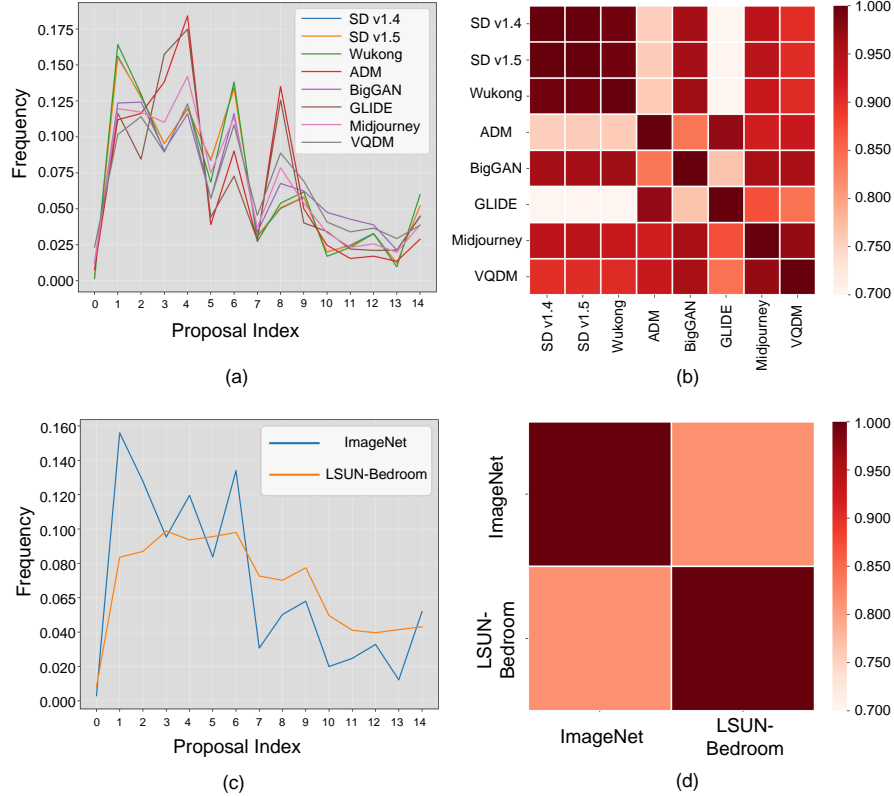 0.175
0.150
0.125
0.100
0.075
0.050
0.025
0.000
Frequency
0 1 2 3 4 5 6 7 8 9 10 11 12 13 14
Proposal Index
SD v1.4
SD v1.5
Wukong
ADM
BigGAN
GLIDE
Midjourney
VQDM
(a)
SD v1.4
SD v1.5
Wukong
ADM
BigGAN
GLIDE
Midjourney
VQDM
SD v1.4
SD v1.5
Wukong
ADM
BigGAN
GLIDE
Midjourney
VQDM
1.000
0.950
0.900
0.850
0.800
0.750
0.700
(b)
0.160
0.140
0.120
0.100
0.080
0.065
0.040
0.020
0.000
Frequency
0 1 2 3 4 5 6 7 8 9 10 11 12 13 14
Proposal Index
ImageNet
LSUN-Bedroom
(c)
ImageNet
LSUN-
Bedroom
ImageNet
LSUN-
Bedroom
1.000
0.950
0.900
0.850
0.800
0.750
0.700
(d)